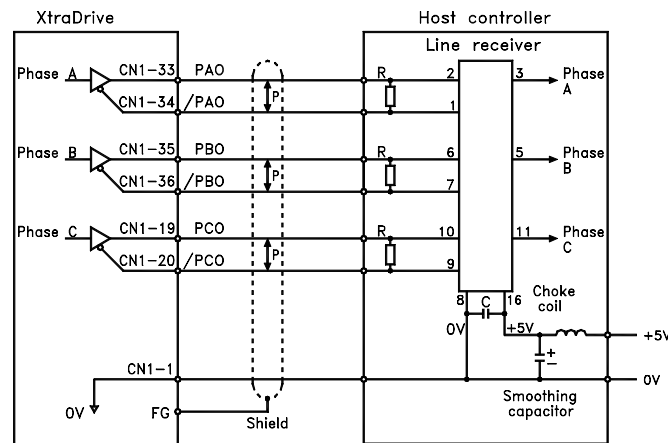 XtraDrive
Host controller
Line receiver
Phase A
CN1-33
PAO
R
2
3
Phase
A
P
CN1-34
/PAO
1
Phase B
CN1-35
PBO
R
6
5
Phase
B
P
CN1-36
/PBO
7
Phase C
CN1-19
PCO
R
10
11
Phase
C
P
CN1-20
/PCO
9
8
C
16
Choke
coil
0V
+5V
+5V
+
−
CN1-1
0V
0V
FG
Shield
Smoothing
capacitor